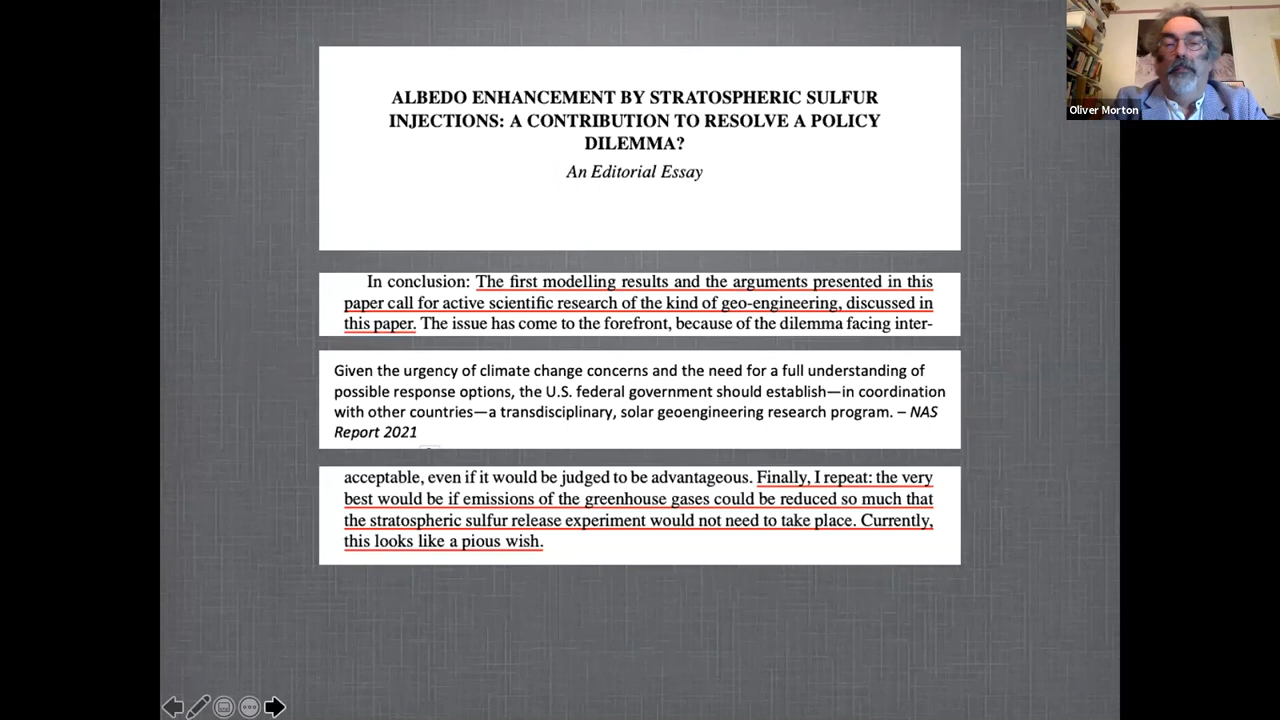 ALBEDO ENHANCEMENT BY STRATOSPHERIC SULFUR
INJECTIONS: A CONTRIBUTION TO RESOLVE A POLICY
DILEMMA?
An Editorial Essay
Oliver Morton
In conclusion: The first modelling results and the arguments presented in this
paper call for active scientific research of the kind of geo-engineering, discussed in
this paper. The issue has come to the forefront, because of the dilemma facing inter-
Given the urgency of climate change concerns and the need for a full understanding of
possible response options, the U.S. federal government should establish—in coordination
with other countries—a transdisciplinary, solar geoengineering research program. – NAS
Report 2021
acceptable, even if it would be judged to be advantageous. Finally, I repeat: the very
best would be if emissions of the greenhouse gases could be reduced so much that
the stratospheric sulfur release experiment would not need to take place. Currently,
this looks like a pious wish.